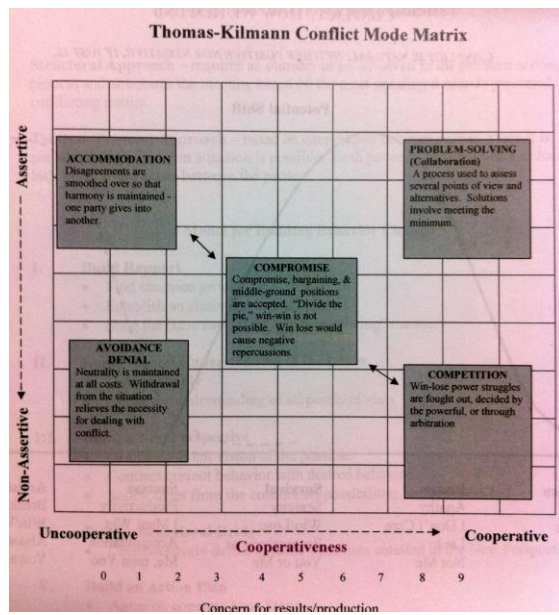 Thomas-Kilmann Conflict Mode Matrix
Assertive
Non-Assertive
ACCOMMODATION
Disagreements are
smoothed over so that
harmony is maintained -
one party gives into
another.
PROBLEM-SOLVING
(Collaboration)
A process used to assess
several points of view and
alternatives. Solutions
involve meeting the
minimum.
COMPROMISE
Compromise, bargaining, &
middle-ground positions
are accepted. "Divide the
pie," win-win is not
possible. Win lose would
cause negative
repercussions.
AVOIDANCE
DENIAL
Neutrality is maintained
at all costs. Withdrawal
from the situation
relieves the necessity
for dealing with
conflict.
COMPETITION
Win-lose power struggles
are fought out, decided
by the powerful, or through
arbitration
Uncooperative
Cooperative
Cooperativeness
0 1 2 3 4 5 6 7 8 9
Concern for results/production